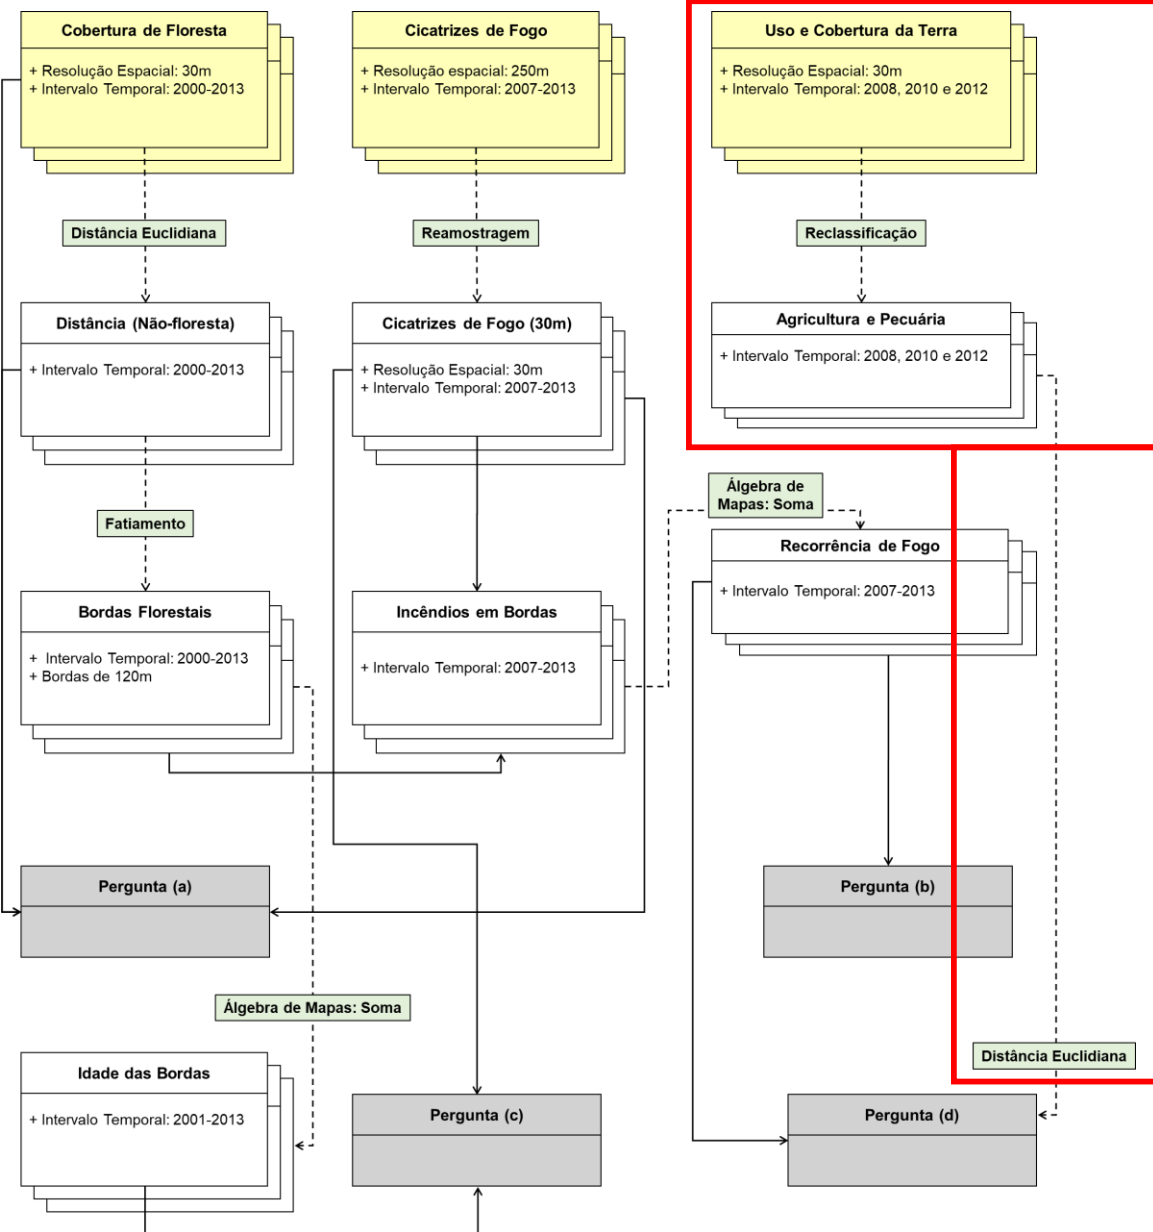 Cobertura de Floresta
+ Resolução Espacial: 30m
+ Intervalo Temporal: 2000-2013
Cicatrizes de Fogo
+ Resolução espacial: 250m
+ Intervalo Temporal: 2007-2013
Uso e Cobertura da Terra
+ Resolução Espacial: 30m
+ Intervalo Temporal: 2008, 2010 e 2012
Distância Euclidiana
Reamostragem
Reclassificação
Distância (Não-floresta)
+ Intervalo Temporal: 2000-2013
Cicatrizes de Fogo (30m)
+ Resolução Espacial: 30m
+ Intervalo Temporal: 2007-2013
Agricultura e Pecuária
+ Intervalo Temporal: 2008, 2010 e 2012
Fatiamento
Álgebra de
Mapas: Soma
Recorrência de Fogo
+ Intervalo Temporal: 2007-2013
Bordas Florestais
+ Intervalo Temporal: 2000-2013
+ Bordas de 120m
Incêndios em Bordas
+ Intervalo Temporal: 2007-2013
Pergunta (a)
Pergunta (b)
Álgebra de Mapas: Soma
Distância Euclidiana
Idade das Bordas
+ Intervalo Temporal: 2001-2013
Pergunta (c)
Pergunta (d)